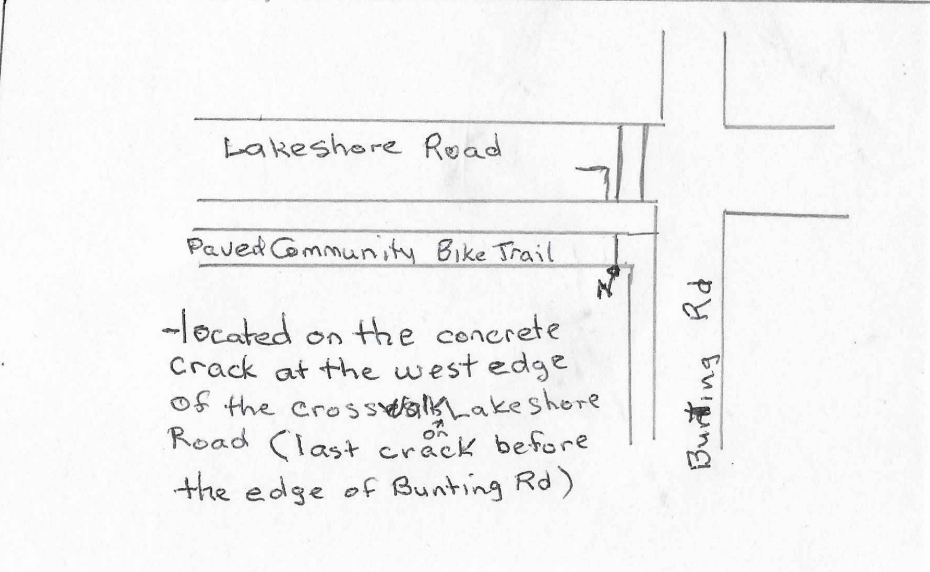 Lakeshore Road
Paved Community Bike Trail
-located on the concrete
crack at the west edge
of the crosswalk Lakeshore
on
Road (last crack before
the edge of Bunting Rd)
Bunting Rd